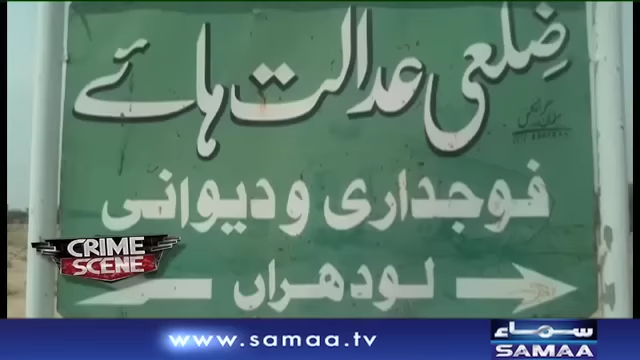 ضلعی عدالت ہائے
فوجداری و دیوانی
لودھراں
CRIME
SCENE
www.samaa.tv
سماء
SAMAA